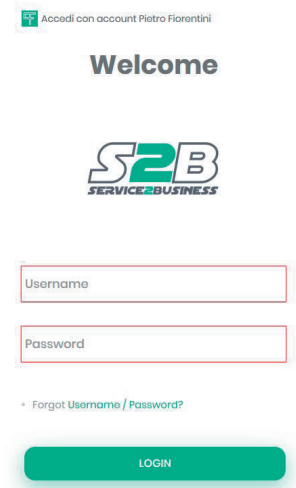 Accedi con account Pietro Fiorentini
Welcome
S2B
SERVICE2BUSINESS
Username
Password
Forgot Username / Password?
LOGIN